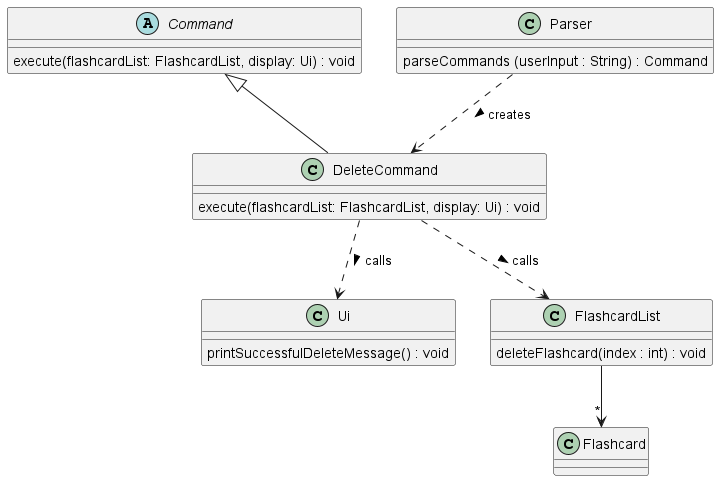 A Command
execute(flashcardList: FlashcardList, display: Ui) : void
C Parser
parseCommands (userInput : String) : Command
creates
C DeleteCommand
execute(flashcardList: FlashcardList, display: Ui) : void
calls
calls
C Ui
printSuccessfulDeleteMessage() : void
C FlashcardList
deleteFlashcard(index : int) : void
*
C Flashcard